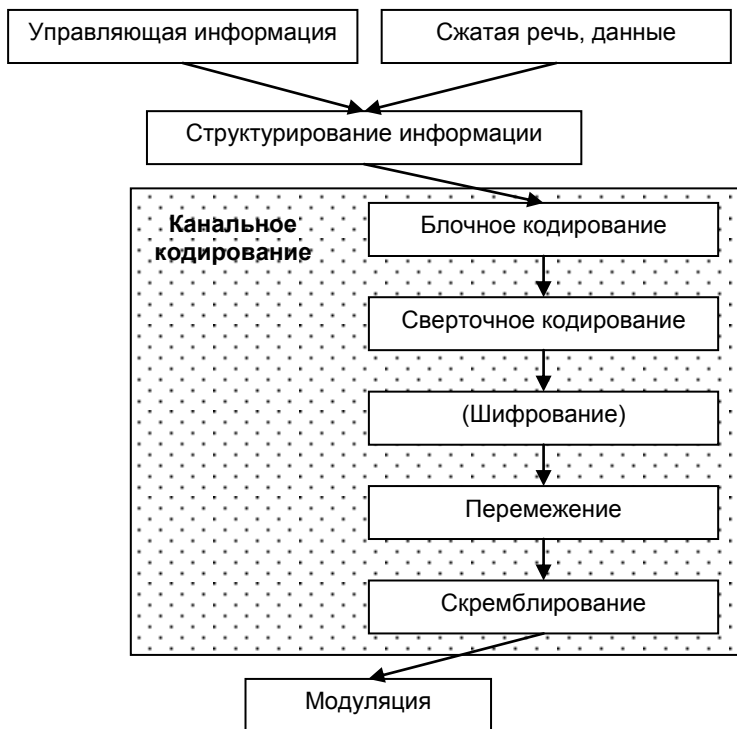 Управляющая информация
Сжатая речь, данные
Структурирование информации
Канальное
кодирование
Блочное кодирование
Сверточное кодирование
(Шифрование)
Перемежение
Скремблирование
Модуляция